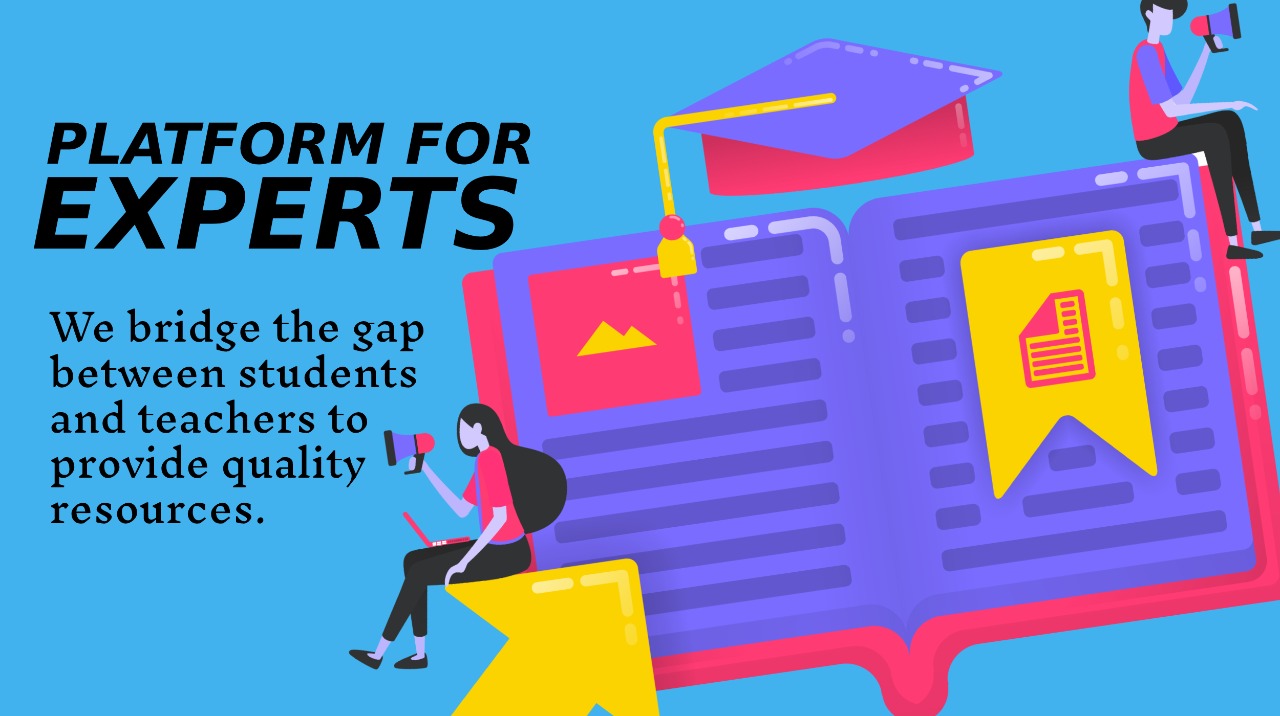 PLATFORM FOR
EXPERTS
We bridge the gap
between students
and teachers to
provide quality
resources.